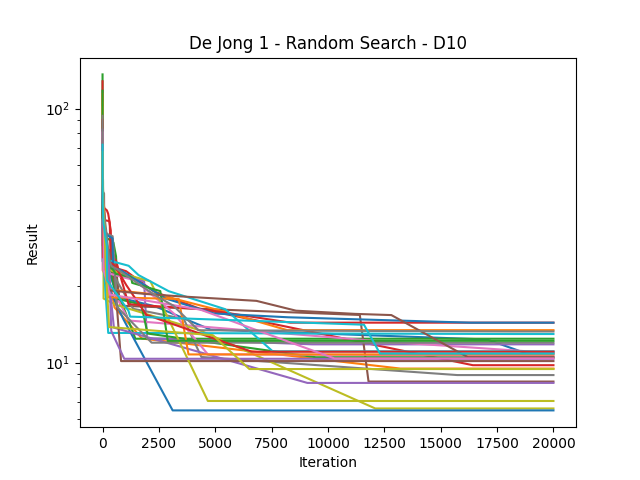 De Jong 1 - Random Search - D10
Result
10²
10¹
0 2500 5000 7500 10000 12500 15000 17500 20000
Iteration